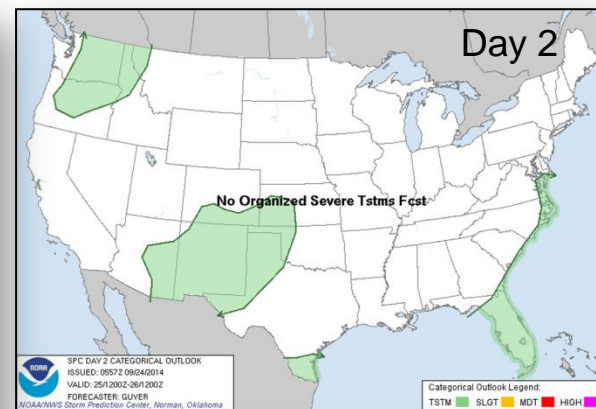 Day 2
No Organized Severe Tstms Fcst
NOAA
SPC DAY 2 CATEGORICAL OUTLOOK
ISSUED: 0557Z 09/24/2014
VALID: 25/1200Z-26/1200Z
FORECASTER: GUYER
NOAA/NWS Storm Prediction Center, Norman, Oklahoma
Categorical Outlook Legend:
TSTM SLGT MDT HIGH